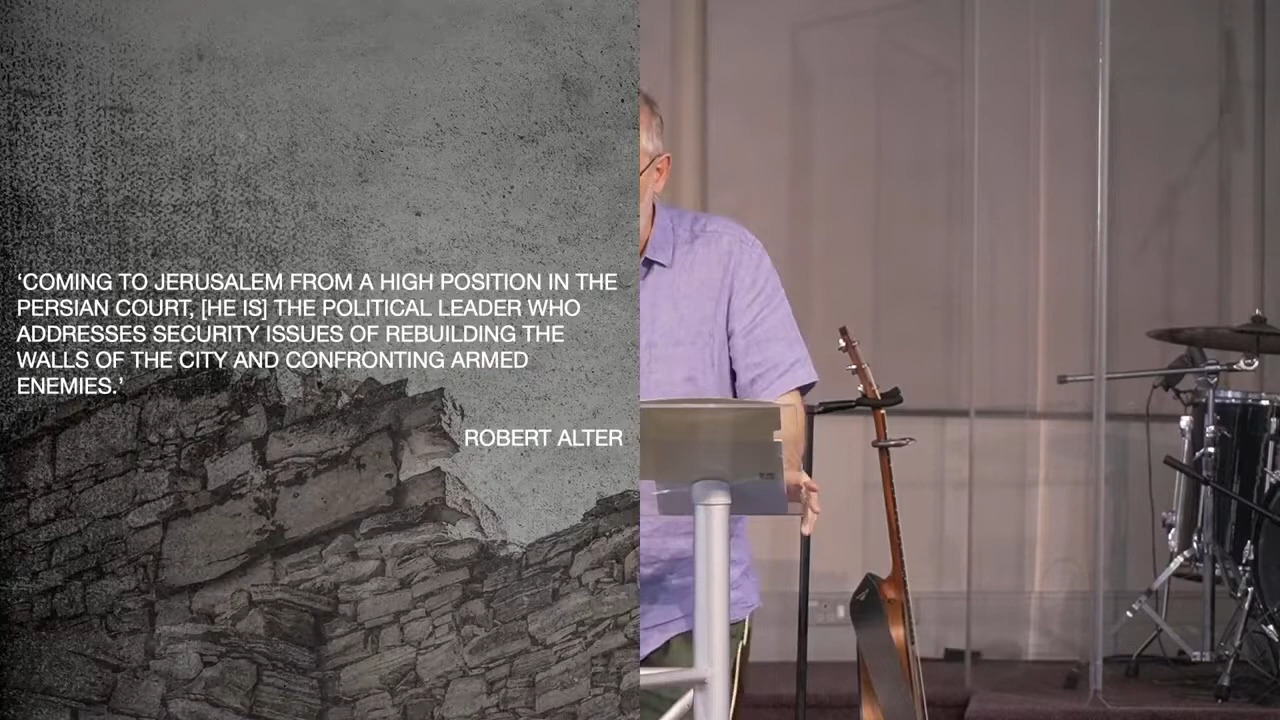 ‘COMING TO JERUSALEM FROM A HIGH POSITION IN THE
PERSIAN COURT, [HE IS] THE POLITICAL LEADER WHO
ADDRESSES SECURITY ISSUES OF REBUILDING THE
WALLS OF THE CITY AND CONFRONTING ARMED
ENEMIES.’
ROBERT ALTER